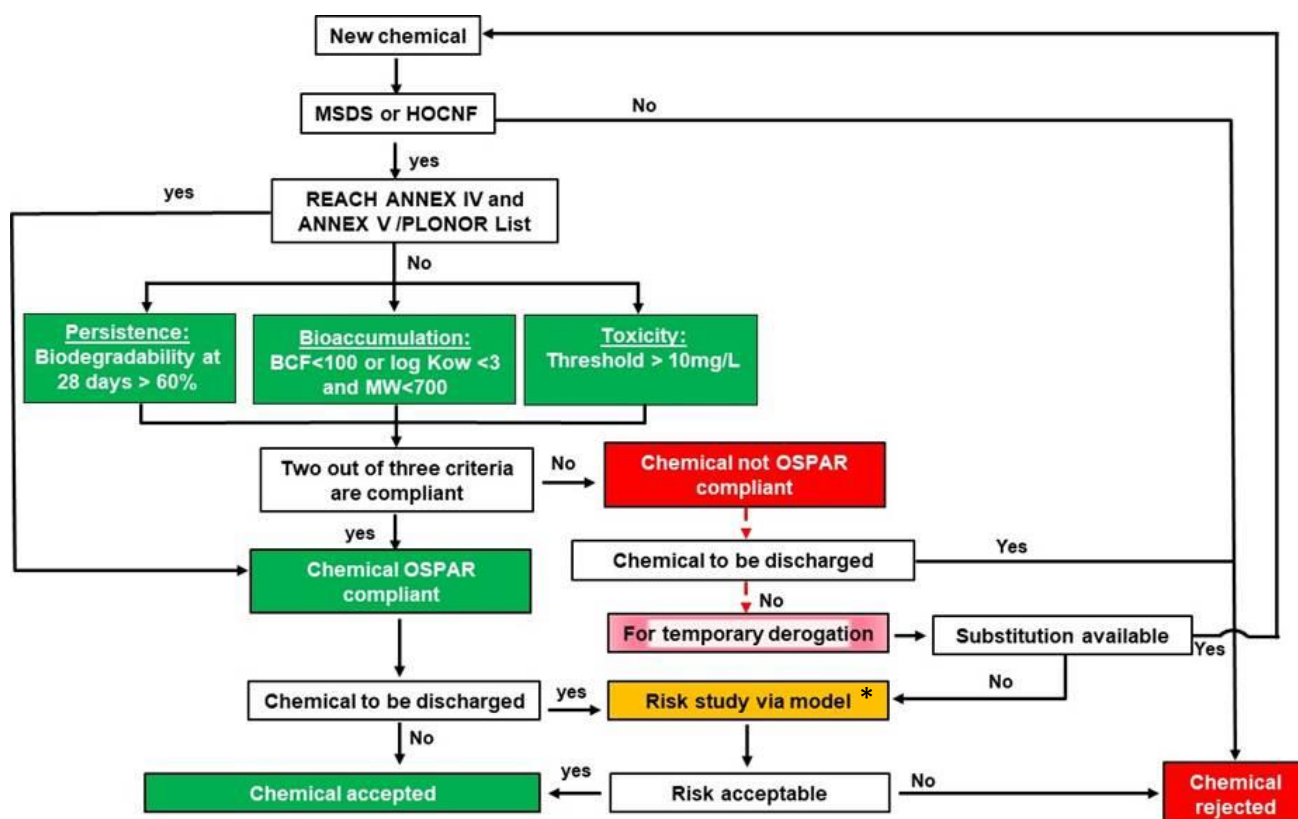 New chemical
MSDS or HOCNF
No
yes
yes
REACH ANNEX IV and
ANNEX V /PLONOR List
No
Persistence:
Biodegradability at
28 days > 60%
Bioaccumulation:
BCF<100 or log Kow <3
and MW<700
Toxicity:
Threshold > 10mg/L
Two out of three criteria
are compliant
No
Chemical not OSPAR
compliant
yes
Chemical OSPAR
compliant
Chemical to be discharged
Yes
No
For temporary derogation
Substitution available
Yes
No
Chemical to be discharged
yes
Risk study via model *
No
Chemical accepted
yes
Risk acceptable
No
Chemical
rejected